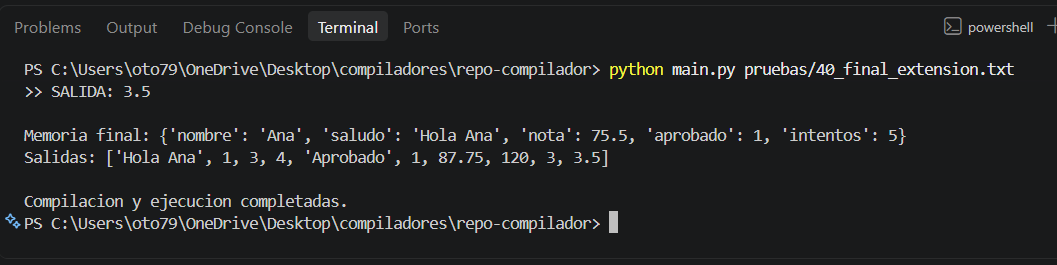 Problems Output Debug Console Terminal Ports powershell
PS C:\Users\oto79\OneDrive\Desktop\compiladores\repo-compilador> python main.py pruebas/40_final_extension.txt
>> SALIDA: 3.5
Memoria final: {'nombre': 'Ana', 'saludo': 'Hola Ana', 'nota': 75.5, 'aprobado': 1, 'intentos': 5}
Salidas: ['Hola Ana', 1, 3, 4, 'Aprobado', 1, 87.75, 120, 3, 3.5]
Compilacion y ejecucion completadas.
PS C:\Users\oto79\OneDrive\Desktop\compiladores\repo-compilador>